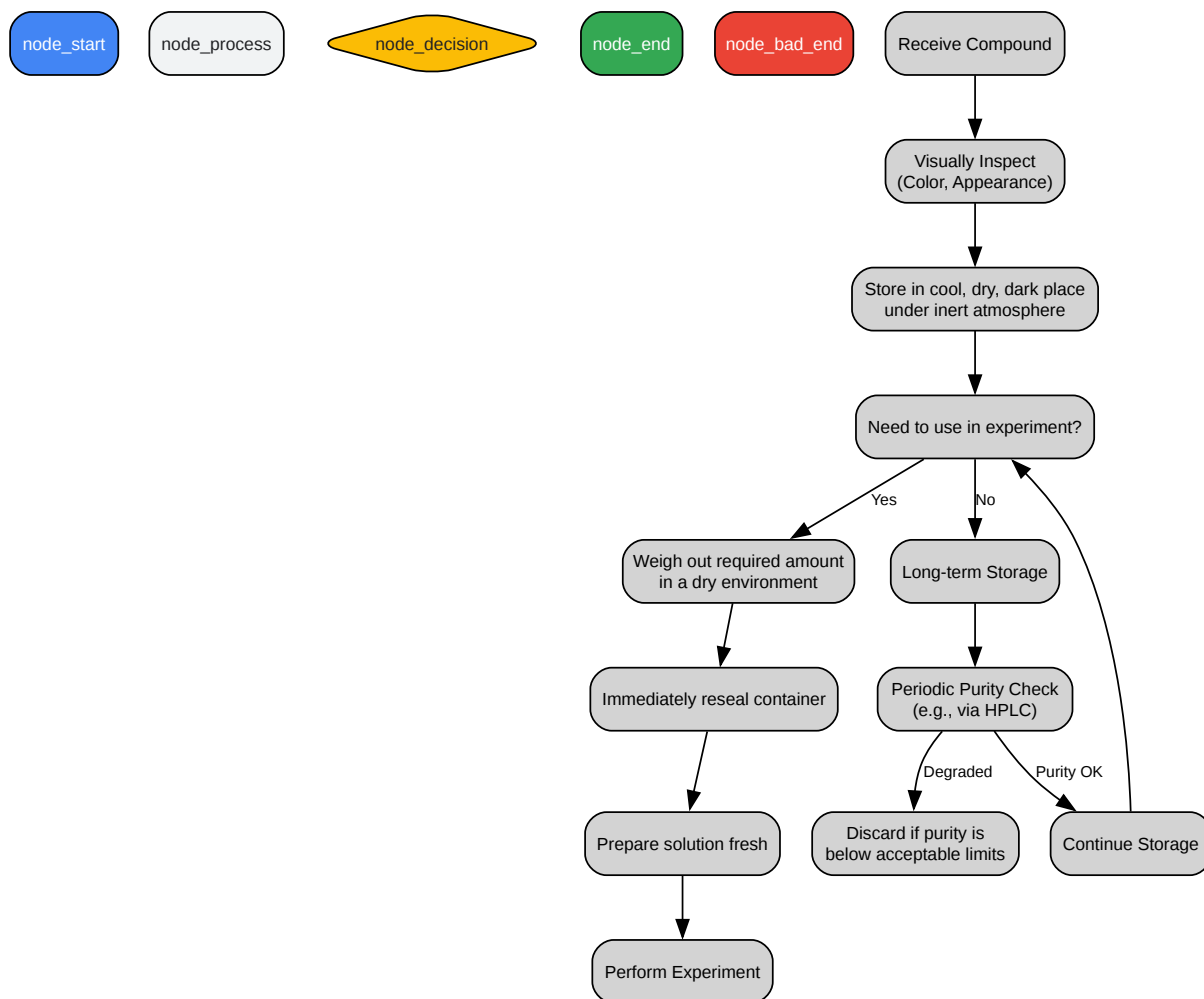 node_start
node_process
node_decision
node_end
node_bad_end
Receive Compound
Visually Inspect
(Color, Appearance)
Store in cool, dry, dark place
under inert atmosphere
Need to use in experiment?
Yes
No
Weigh out required amount
in a dry environment
Long-term Storage
Immediately reseal container
Periodic Purity Check
(e.g., via HPLC)
Degraded
Purity OK
Prepare solution fresh
Discard if purity is
below acceptable limits
Continue Storage
Perform Experiment